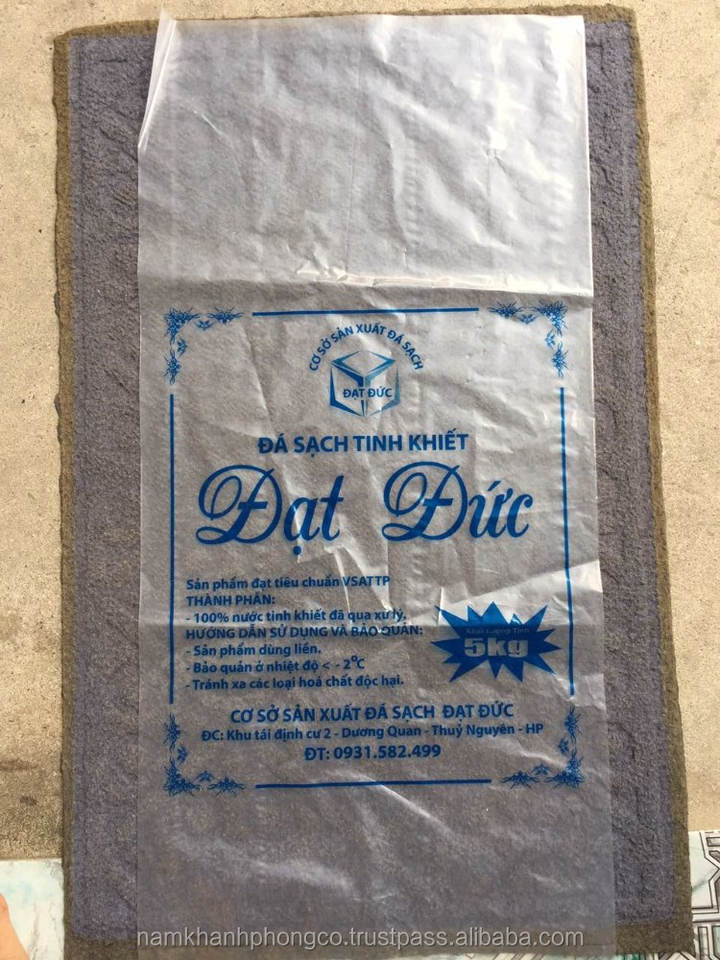 CƠ SỞ SẢN XUẤT ĐÁ SẠCH
ĐẠT ĐỨC
ĐÁ SẠCH TINH KHIẾT
Đạt Đức
Sản phẩm đạt tiêu chuẩn VSATTP
THÀNH PHẦN:
- 100% nước tinh khiết đã qua xử lý.
HƯỚNG DẪN SỬ DỤNG VÀ BẢO QUẢN:
- Sản phẩm dùng liền.
- Bảo quản ở nhiệt độ < - 2°C
- Tránh xa các loại hoá chất độc hại.
Khối Lượng Tịnh
5kg
CƠ SỞ SẢN XUẤT ĐÁ SẠCH ĐẠT ĐỨC
ĐC: Khu tái định cư 2 - Dương Quan - Thuỷ Nguyên - HP
ĐT: 0931.582.499
namkhanhphongco.trustpass.alibaba.com